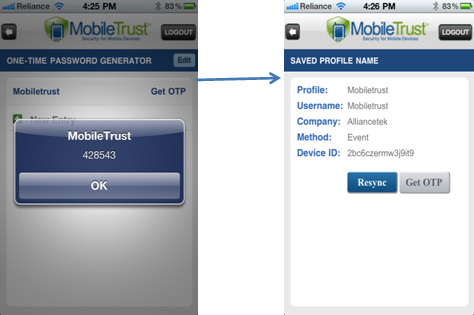 Reliance 4:25 PM 83%
MobileTrust
Security for Mobile Devices
LOGOUT
ONE-TIME PASSWORD GENERATOR Edit
Mobiletrust Get OTP
New Entry
MobileTrust
428543
OK
Reliance 4:26 PM 83%
MobileTrust
Security for Mobile Devices
LOGOUT
SAVED PROFILE NAME
Profile: Mobiletrust
Username: Mobiletrust
Company: Alliancetek
Method: Event
Device ID: 2bc6czermw3j9it9
Resync Get OTP